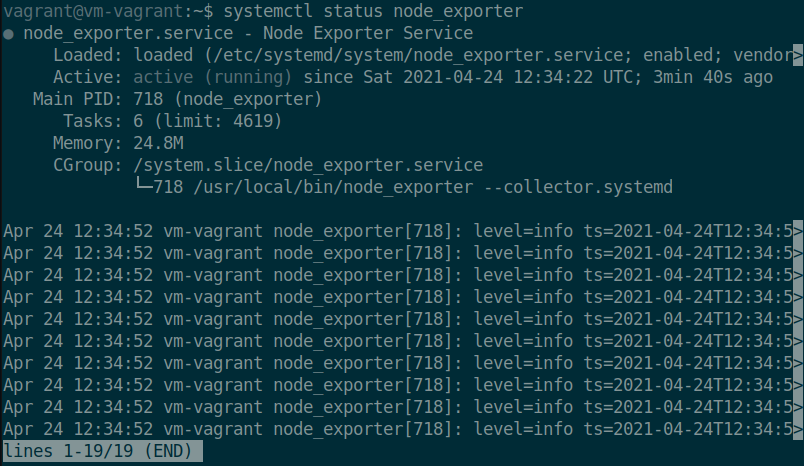 vagrant@vm-vagrant:~$ systemctl status node_exporter
● node_exporter.service - Node Exporter Service
     Loaded: loaded (/etc/systemd/system/node_exporter.service; enabled; vendor>
     Active: active (running) since Sat 2021-04-24 12:34:22 UTC; 3min 40s ago
   Main PID: 718 (node_exporter)
      Tasks: 6 (limit: 4619)
     Memory: 24.8M
     CGroup: /system.slice/node_exporter.service
             └─718 /usr/local/bin/node_exporter --collector.systemd

Apr 24 12:34:52 vm-vagrant node_exporter[718]: level=info ts=2021-04-24T12:34:5>
Apr 24 12:34:52 vm-vagrant node_exporter[718]: level=info ts=2021-04-24T12:34:5>
Apr 24 12:34:52 vm-vagrant node_exporter[718]: level=info ts=2021-04-24T12:34:5>
Apr 24 12:34:52 vm-vagrant node_exporter[718]: level=info ts=2021-04-24T12:34:5>
Apr 24 12:34:52 vm-vagrant node_exporter[718]: level=info ts=2021-04-24T12:34:5>
Apr 24 12:34:52 vm-vagrant node_exporter[718]: level=info ts=2021-04-24T12:34:5>
Apr 24 12:34:52 vm-vagrant node_exporter[718]: level=info ts=2021-04-24T12:34:5>
Apr 24 12:34:52 vm-vagrant node_exporter[718]: level=info ts=2021-04-24T12:34:5>
Apr 24 12:34:52 vm-vagrant node_exporter[718]: level=info ts=2021-04-24T12:34:5>
Apr 24 12:34:52 vm-vagrant node_exporter[718]: level=info ts=2021-04-24T12:34:5>
lines 1-19/19 (END)